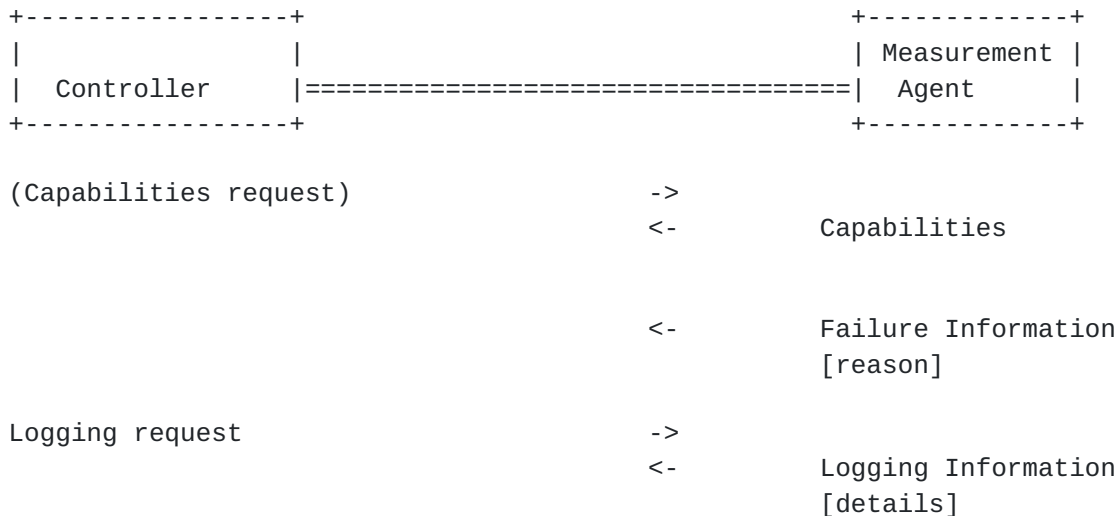 +-----------------+                                   +-------------+
|                 |                                   | Measurement |
|  Controller     |===================================|  Agent      |
+-----------------+                                   +-------------+

(Capabilities request)                   ->
                                         <-         Capabilities

                                         <-         Failure Information
                                                    [reason]

Logging request                          ->
                                         <-         Logging Information
                                                    [details]